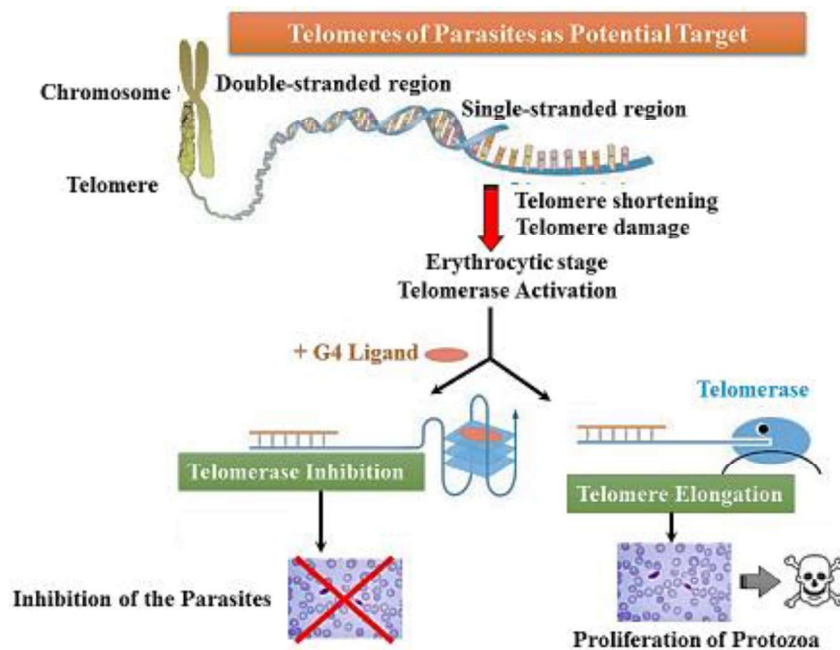 Telomeres of Parasites as Potential Target
Double-stranded region
Chromosome
Single-stranded region
Telomere
Telomere shortening
Telomere damage
Erythrocytic stage
Telomerase Activation
+ G4 Ligand
Telomerase
Telomerase Inhibition
Telomere Elongation
Inhibition of the Parasites
Proliferation of Protozoa